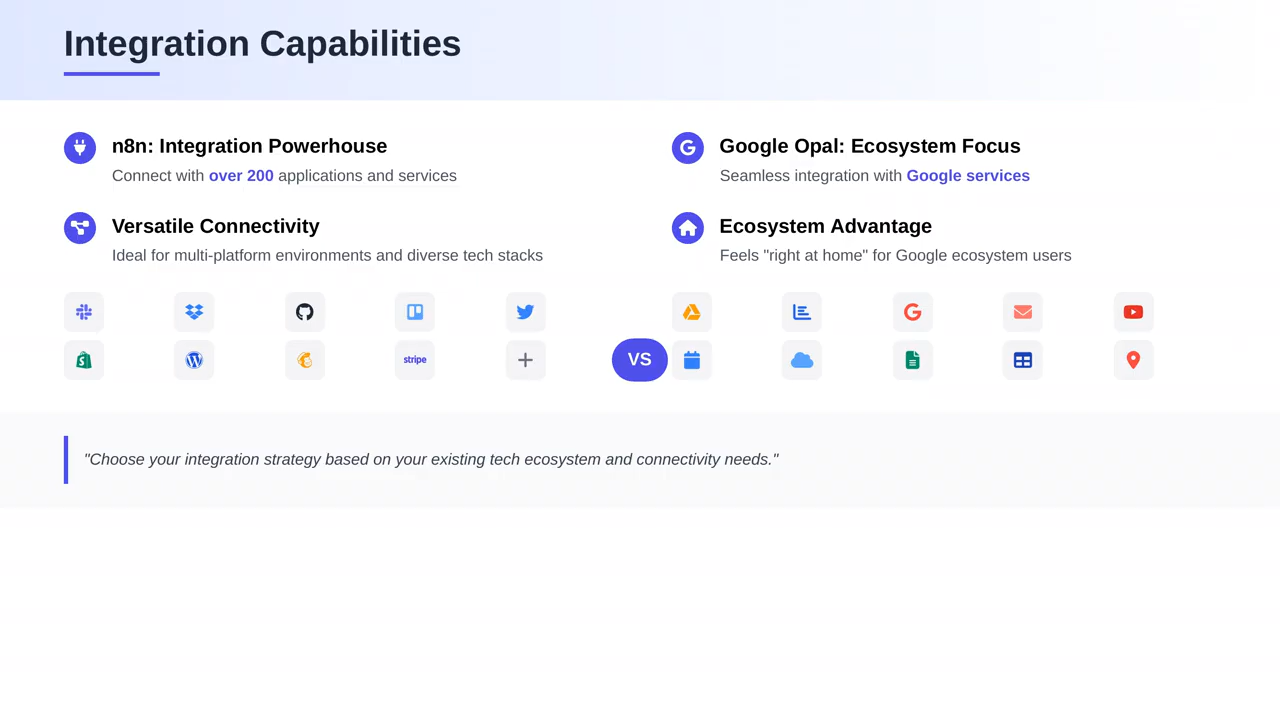 Integration Capabilities
n8n: Integration Powerhouse
Connect with over 200 applications and services
Versatile Connectivity
Ideal for multi-platform environments and diverse tech stacks
stripe
VS
Google Opal: Ecosystem Focus
Seamless integration with Google services
Ecosystem Advantage
Feels "right at home" for Google ecosystem users
"Choose your integration strategy based on your existing tech ecosystem and connectivity needs."